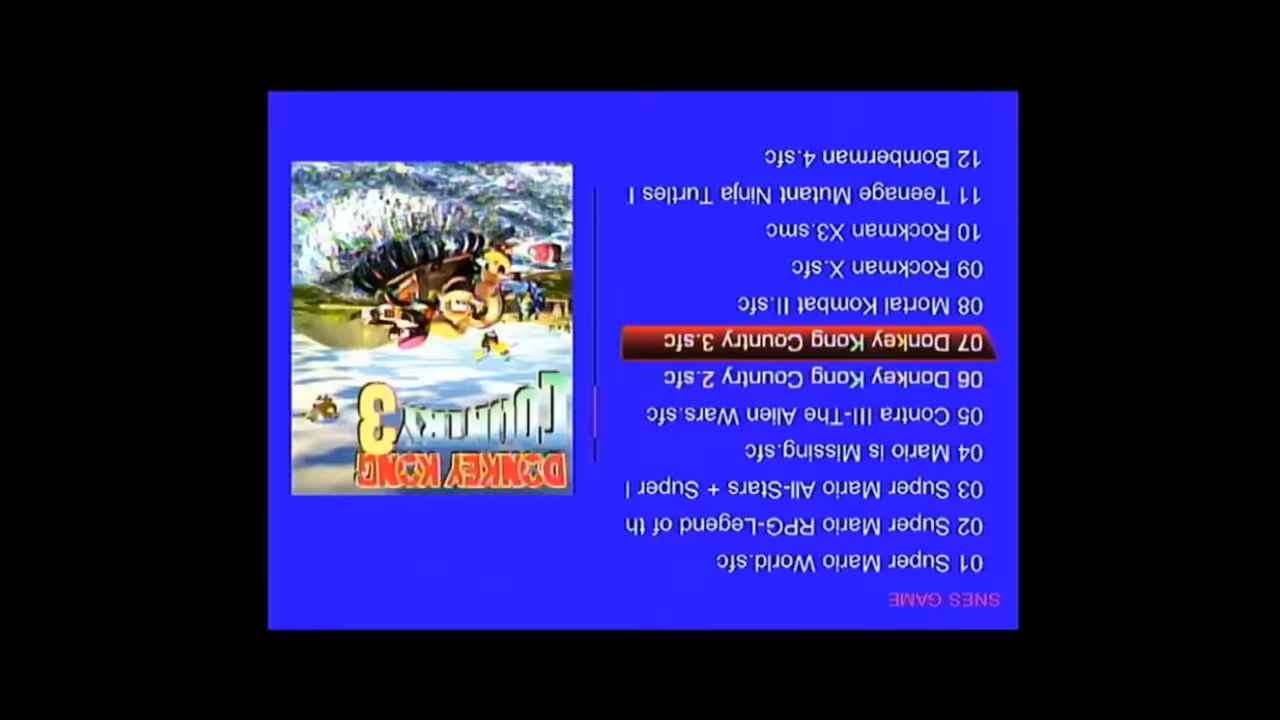 SNES GAME
01 Super Mario World.sfc
02 Super Mario RPG-Legend of th
03 Super Mario All-Stars + Super
04 Mario is Missing.sfc
05 Contra III-The Alien Wars.sfc
06 Donkey Kong Country 2.sfc
07 Donkey Kong Country 3.sfc
08 Mortal Kombat II.sfc
09 Rockman X.sfc
10 Rockman X3.smc
11 Teenage Mutant Ninja Turtles
12 Bomberman 4.sfc
DONKEY KONG
COUNTRY 3